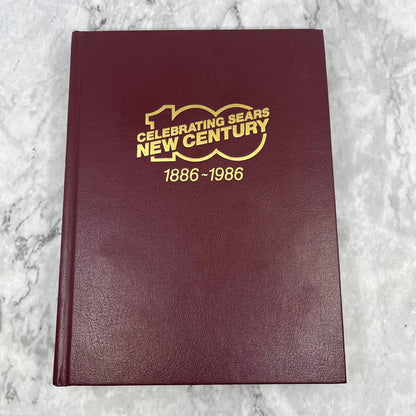 100
CELEBRATING SEARS
NEW CENTURY
1886~1986